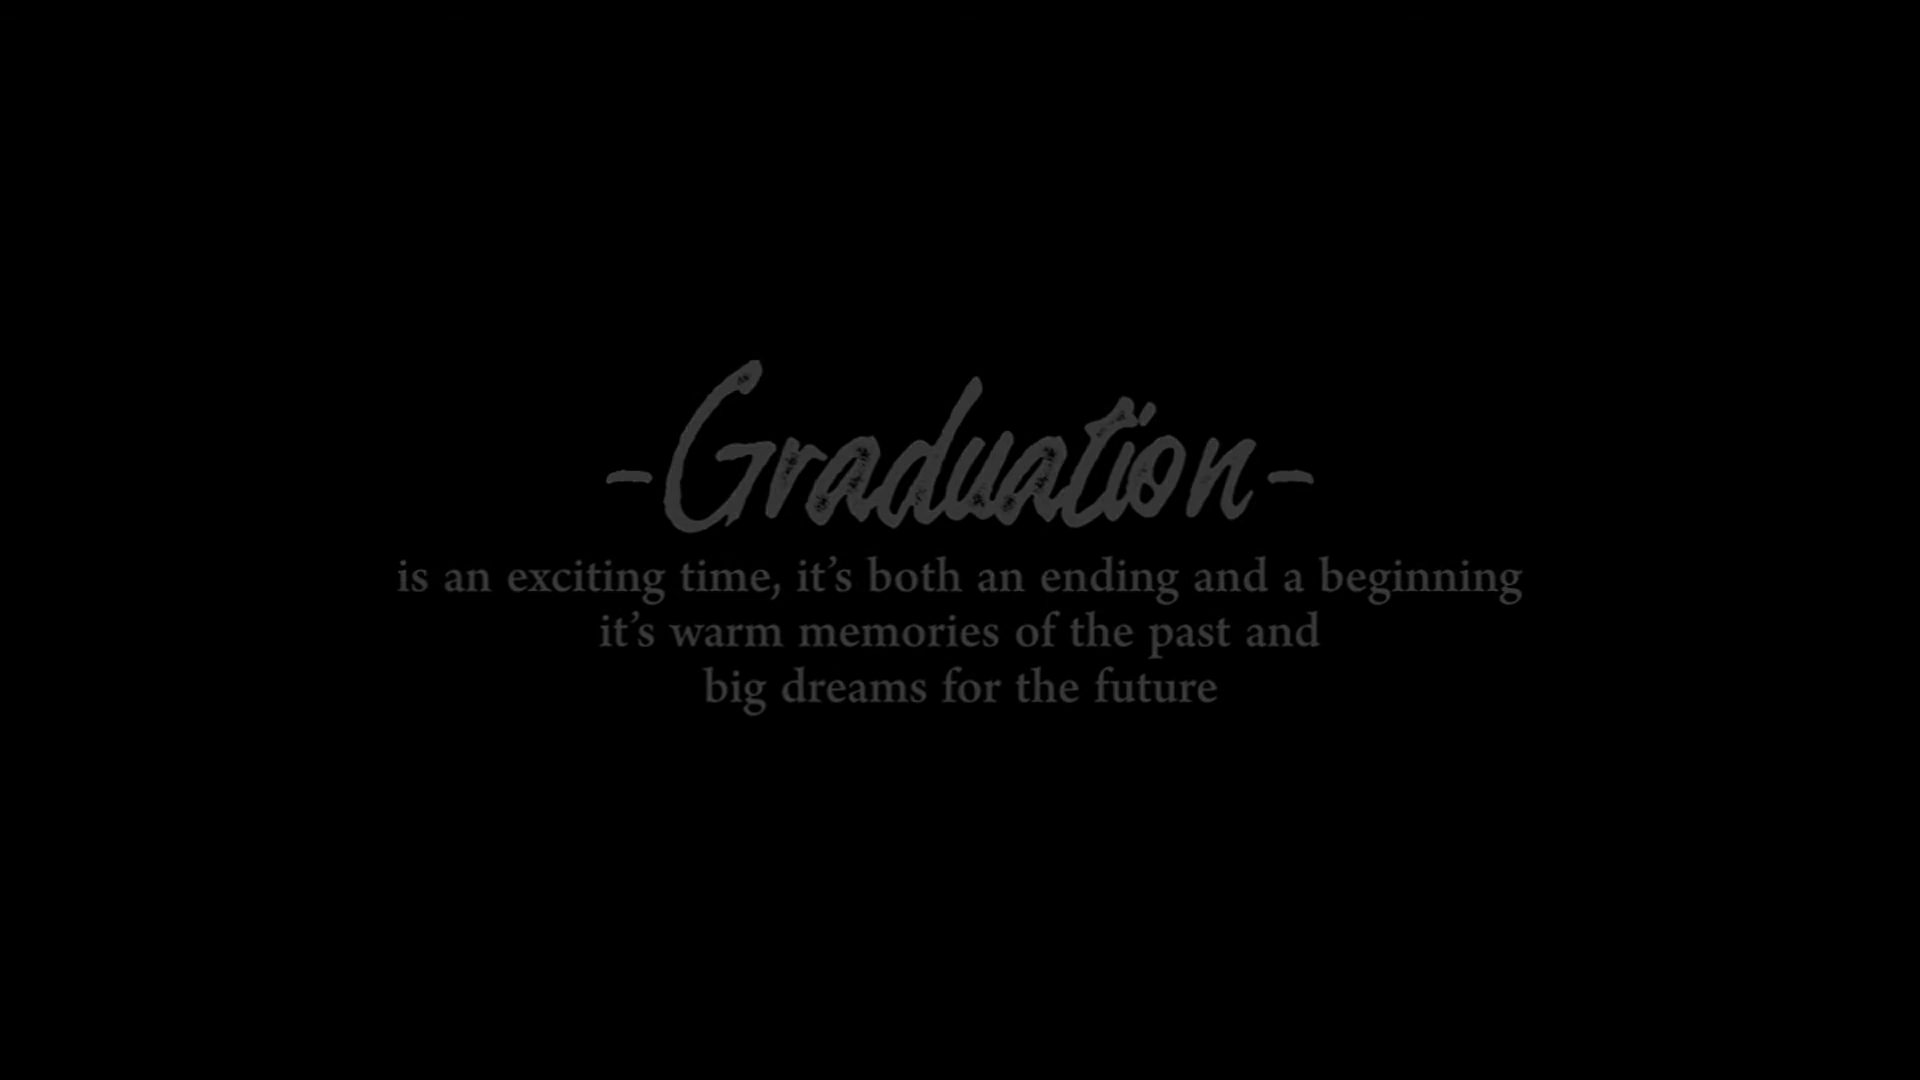 -Graduation-
is an exciting time, it’s both an ending and a beginning
it’s warm memories of the past and
big dreams for the future